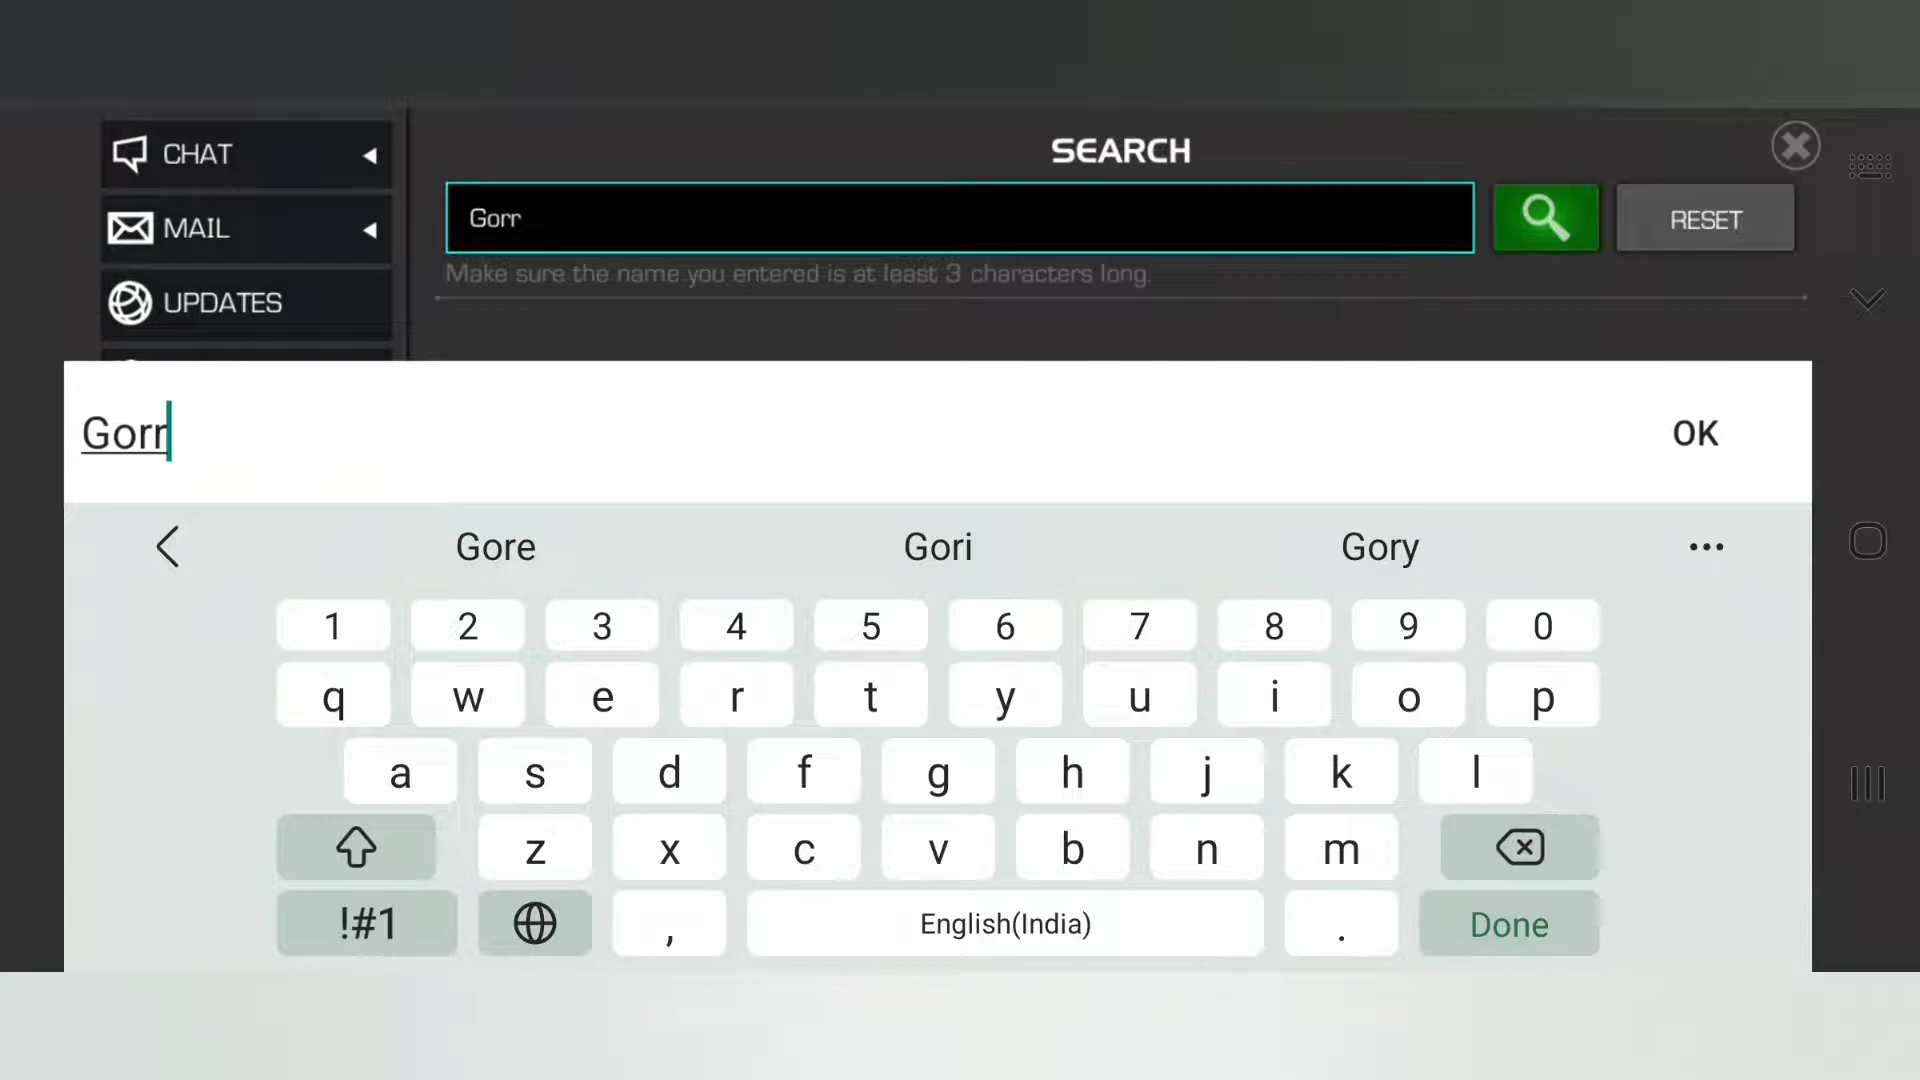 CHAT
MAIL
UPDATES
SEARCH
Gorr
RESET
Make sure the name you entered is at least 3 characters long.
Gorr
OK
Gore Gori Gory
1 2 3 4 5 6 7 8 9 0
q w e r t y u i o p
a s d f g h j k l
z x c v b n m
!#1 , English(India) . Done